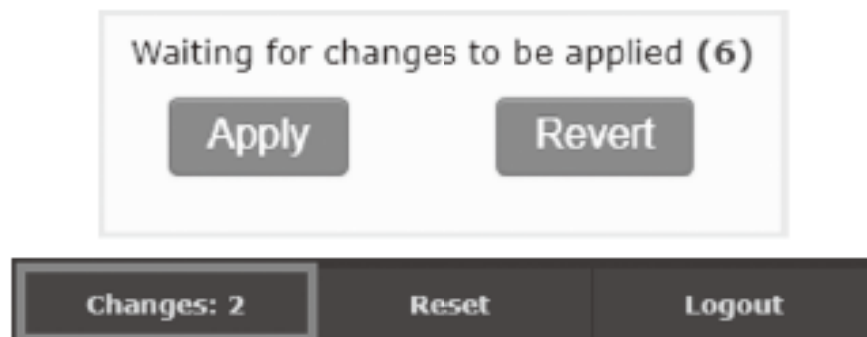 Waiting for changes to be applied (6)
Apply Revert
Changes: 2 Reset Logout